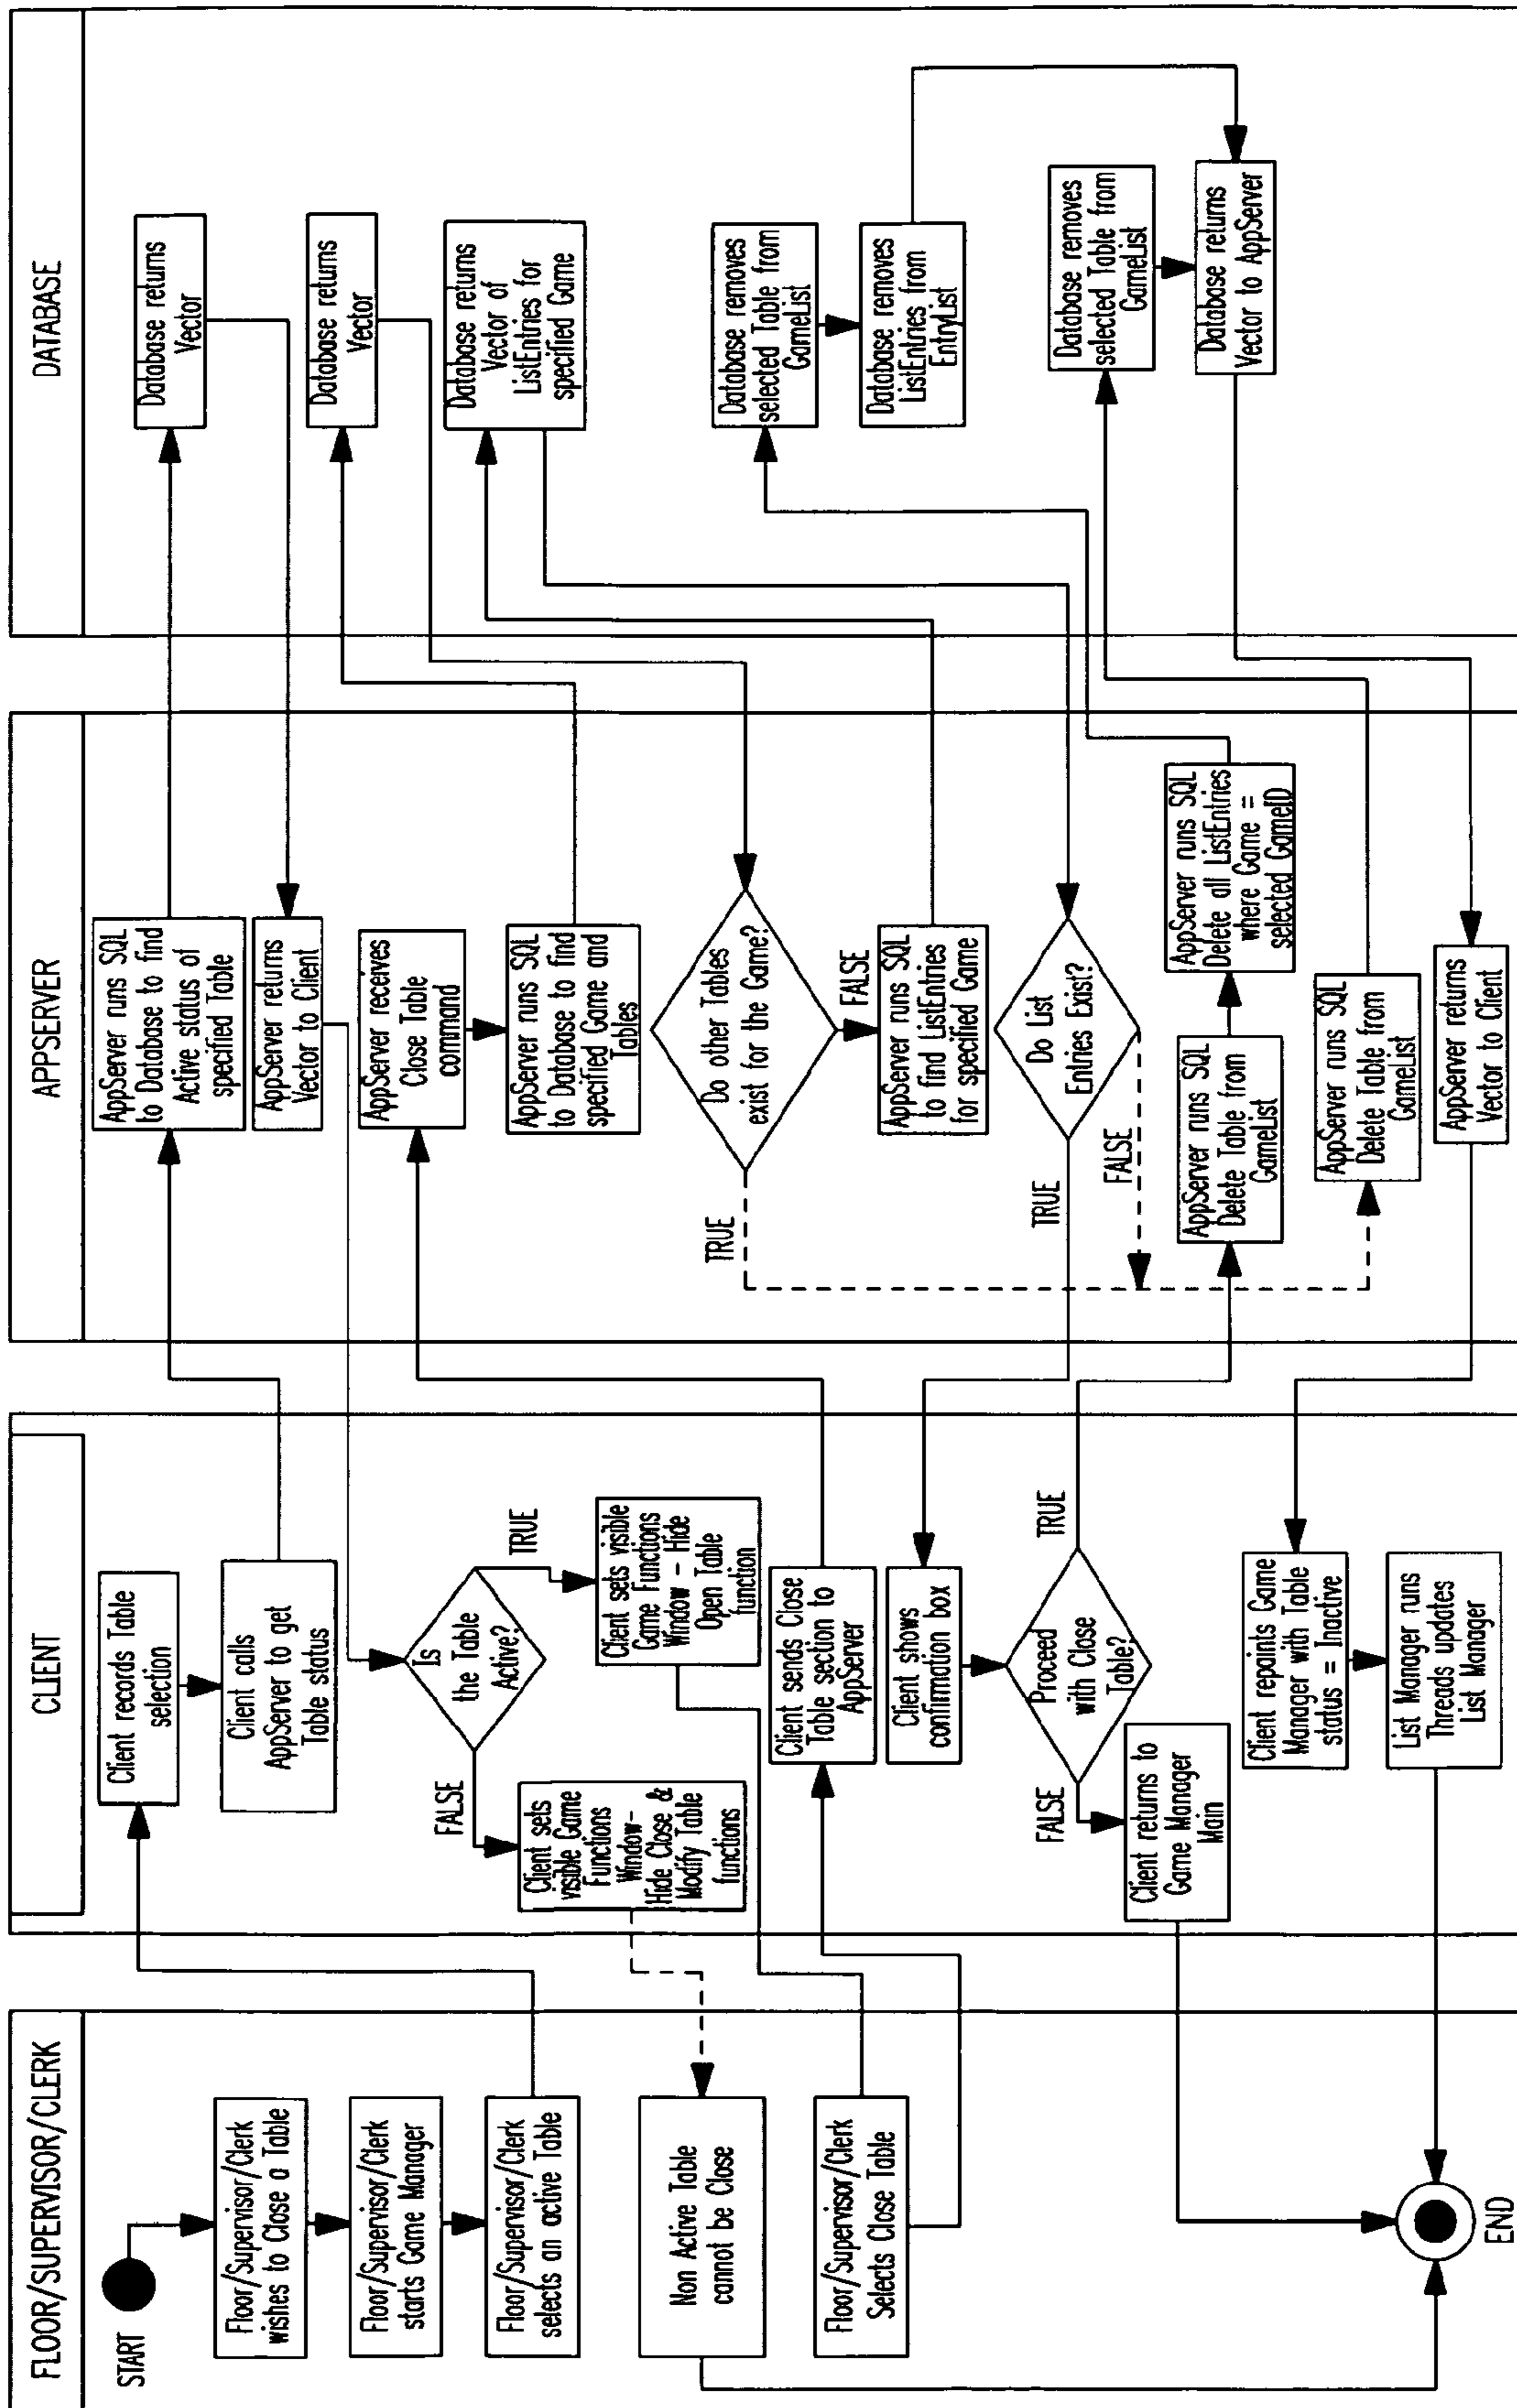 FLOOR/SUPERVISOR/CLERK
START
Floor/Supervisor/Clerk
wishes to Close a Table
Floor/Supervisor/Clerk
starts Game Manager
Floor/Supervisor/Clerk
selects an active Table
Non Active Table
cannot be Close
Floor/Supervisor/Clerk
Selects Close Table
END
CLIENT
Client records Table
selection
Client calls
AppServer to get
Table status
Is
the Table
Active?
TRUE
FALSE
Client sets visible
Game Functions
Window - Hide
Open Table
function
Client sets
visible Game
Functions
Window-
Hide Close &
Modify Table
functions
Client sends Close
Table section to
AppServer
Client shows
confirmation box
Proceed
with Close
Table?
TRUE
FALSE
Client returns to
Game Manager
Main
Client repaints Game
Manager with Table
status = Inactive
List Manager runs
Threads updates
List Manager
APPSERVER
AppServer runs SQL
to Database to find
Active status of
specified Table
AppServer returns
Vector to Client
AppServer receives
Close Table
command
AppServer runs SQL
to Database to find
specified Game and
Tables
Do other Tables
exist for the Game?
TRUE
FALSE
AppServer runs SQL
to find ListEntries
for specified Game
Do List
Entries Exist?
TRUE
FALSE
AppServer runs SQL
Delete Table from
GameList
AppServer runs SQL
Delete all ListEntries
where Game =
selected GameID
AppServer runs SQL
Delete Table from
GameList
AppServer returns
Vector to Client
DATABASE
Database returns
Vector
Database returns
Vector
Database returns
Vector of
ListEntries for
specified Game
Database removes
selected Table from
GameList
Database removes
ListEntries from
EntryList
Database removes
selected Table from
GameList
Database returns
Vector to AppServer